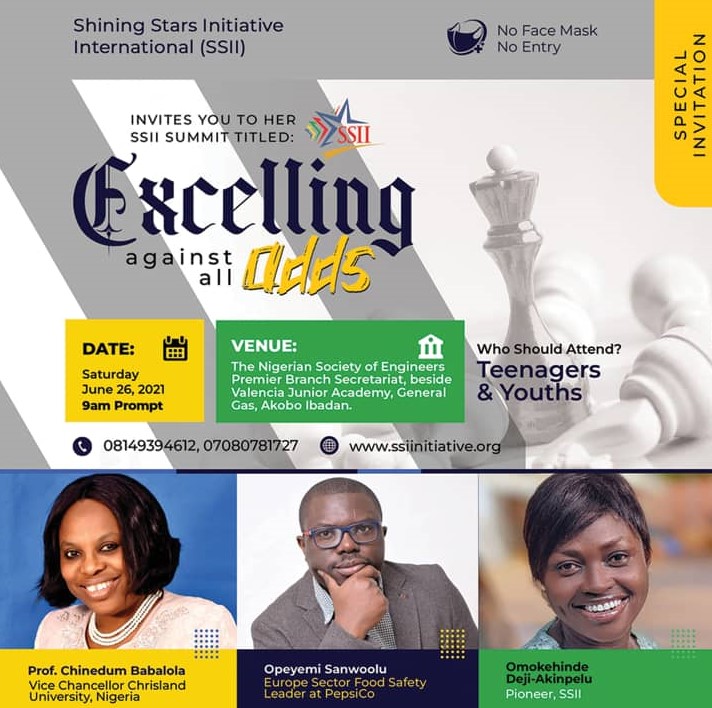 Shining Stars Initiative
International (SSII)
No Face Mask
No Entry
SPECIAL
INVITATION
INVITES YOU TO HER
SSII SUMMIT TITLED:
SSII
Excelling
against
all
odds
DATE:
Saturday
June 26, 2021
9am Prompt
VENUE:
The Nigerian Society of Engineers
Premier Branch Secretariat, beside
Valencia Junior Academy, General
Gas, Akobo Ibadan.
Who Should Attend?
Teenagers
& Youths
08149394612, 07080781727
www.ssiinitiative.org
Prof. Chinedum Babalola
Vice Chancellor Chrisland
University, Nigeria
Opeyemi Sanwoolu
Europe Sector Food Safety
Leader at PepsiCo
Omokehinde
Deji-Akinpelu
Pioneer, SSII